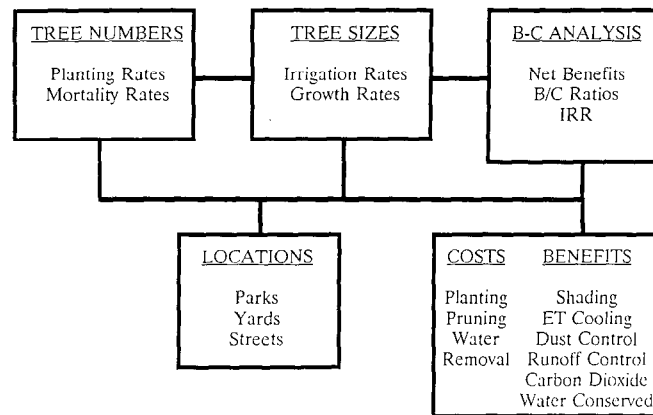 TREE NUMBERS
Planting Rates
Mortality Rates
TREE SIZES
Irrigation Rates
Growth Rates
B-C ANALYSIS
Net Benefits
B/C Ratios
IRR
LOCATIONS
Parks
Yards
Streets
COSTS
Planting
Pruning
Water
Removal
BENEFITS
Shading
ET Cooling
Dust Control
Runoff Control
Carbon Dioxide
Water Conserved